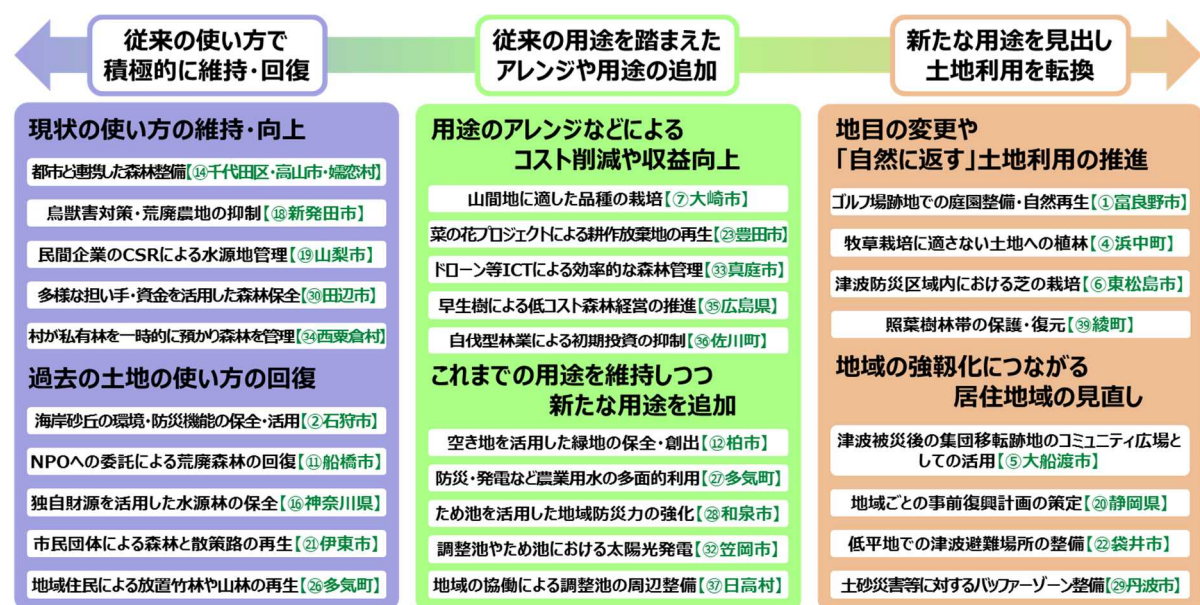 従来の使い方で
積極的に維持・回復
従来の用途を踏まえた
アレンジや用途の追加
新たな用途を見出し
土地利用を転換
現状の使い方の維持・向上
都市と連携した森林整備【⑭千代田区・高山市・嬬恋村】
鳥獣害対策・荒廃農地の抑制【⑱新発田市】
民間企業のCSRによる水源地管理【⑲山梨市】
多様な担い手・資金を活用した森林保全【㉚田辺市】
村が私有林を一時的に預かり森林を管理【㉞西粟倉村】
過去の土地の使い方の回復
海岸砂丘の環境・防災機能の保全・活用【②石狩市】
NPOへの委託による荒廃森林の回復【⑪船橋市】
独自財源を活用した水源林の保全【⑯神奈川県】
市民団体による森林と散策路の再生【㉑伊東市】
地域住民による放置竹林や山林の再生【㉖多気町】
用途のアレンジなどによる
コスト削減や収益向上
山間地に適した品種の栽培【⑦大崎市】
菜の花プロジェクトによる耕作放棄地の再生【㉓豊田市】
ドローン等ICTによる効率的な森林管理【㉝真庭市】
早生樹による低コスト森林経営の推進【㉟広島県】
自伐型林業による初期投資の抑制【㊱佐川町】
これまでの用途を維持しつつ
新たな用途を追加
空き地を活用した緑地の保全・創出【⑫柏市】
防災・発電など農業用水の多面的利用【㉗多気町】
ため池を活用した地域防災力の強化【㉘和泉市】
調整池やため池における太陽光発電【㉜笠岡市】
地域の協働による調整池の周辺整備【㊲日高村】
地目の変更や
「自然に返す」土地利用の推進
ゴルフ場跡地での庭園整備・自然再生【①富良野市】
牧草栽培に適さない土地への植林【④浜中町】
津波防災区域内における芝の栽培【⑥東松島市】
照葉樹林帯の保護・復元【㊴綾町】
地域の強靱化につながる
居住地域の見直し
津波被災後の集団移転跡地のコミュニティ広場と
しての活用【⑤大船渡市】
地域ごとの事前復興計画の策定【⑳静岡県】
低平地での津波避難場所の整備【㉒袋井市】
土砂災害等に対するバッファーゾーン整備【㉙丹波市】